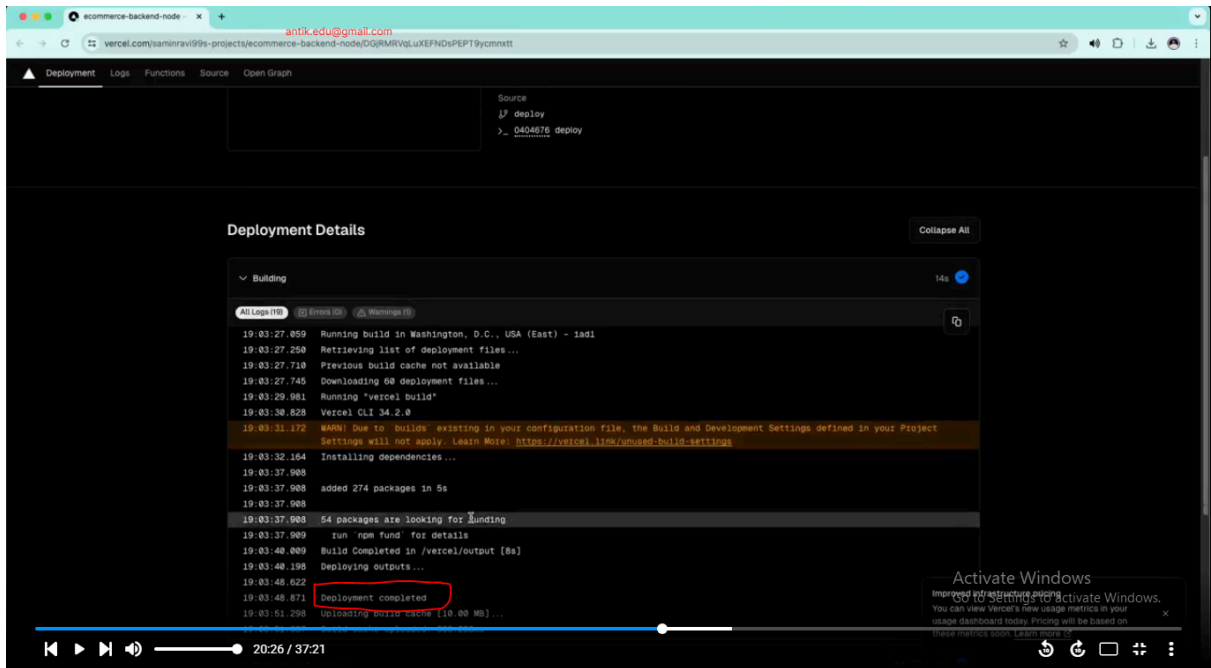 ecommerce-backend-node -
antik.edu@gmail.com
vercel.com/saminravi99s-projects/ecommerce-backend-node/DGjRMRVqLuXEFNDsPEPT9ycmnxtt
Deployment Logs Functions Source Open Graph
Source
deploy
0404676 deploy
Deployment Details
Collapse All
Building
14s
All Logs (19) Errors (0) Warnings (1)
19:03:27.059 Running build in Washington, D.C., USA (East) – iad1
19:03:27.250 Retrieving list of deployment files...
19:03:27.710 Previous build cache not available
19:03:27.745 Downloading 60 deployment files...
19:03:29.981 Running "vercel build"
19:03:30.828 Vercel CLI 34.2.0
19:03:31.172 WARN! Due to `builds` existing in your configuration file, the Build and Development Settings defined in your Project
Settings will not apply. Learn More: https://vercel.link/unused-build-settings
19:03:32.164 Installing dependencies...
19:03:37.908
19:03:37.908 added 274 packages in 5s
19:03:37.908
19:03:37.908 54 packages are looking for funding
19:03:37.909 run `npm fund` for details
19:03:40.009 Build Completed in /vercel/output [8s]
19:03:40.198 Deploying outputs...
19:03:48.622
19:03:48.871 Deployment completed
19:03:51.298 Uploading build cache [10.00 MB]...
Activate Windows
Go to Settings to activate Windows.
Improved infrastructure pricing
You can view Vercel's new usage metrics in your
usage dashboard today. Pricing will be based on
these metrics soon. Learn more
20:26 / 37:21